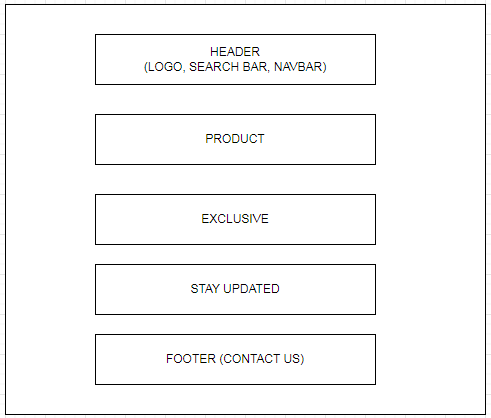 HEADER
(LOGO, SEARCH BAR, NAVBAR)
PRODUCT
EXCLUSIVE
STAY UPDATED
FOOTER (CONTACT US)